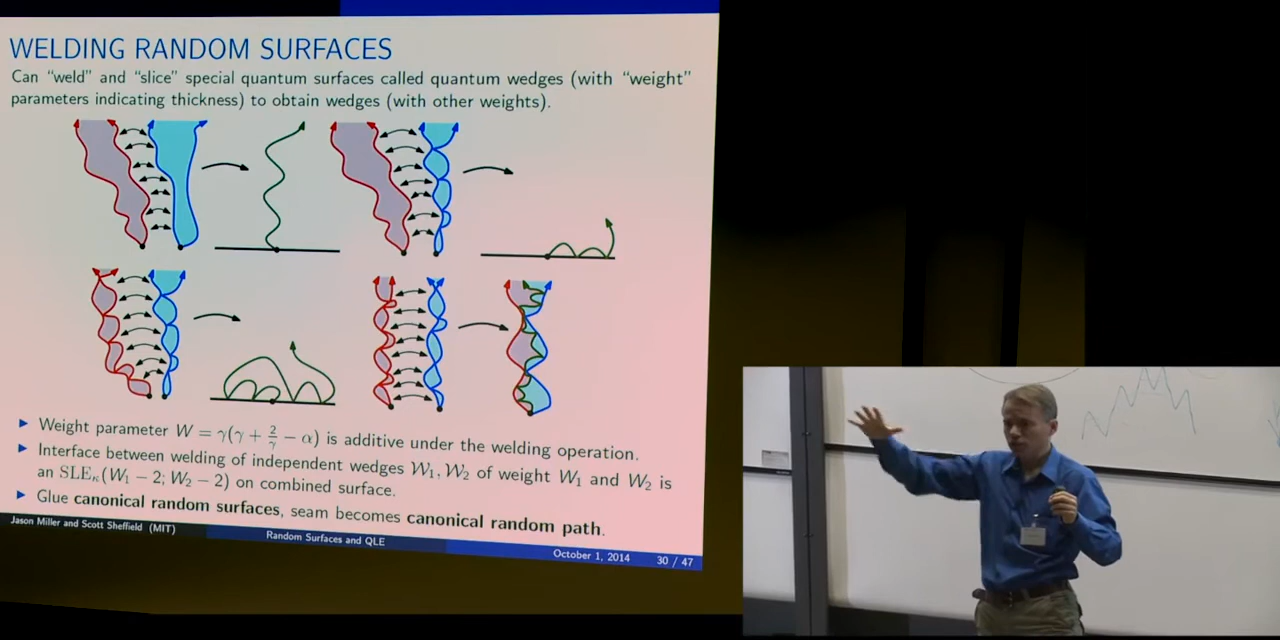 WELDING RANDOM SURFACES
Can “weld” and “slice” special quantum surfaces called quantum wedges (with “weight”
parameters indicating thickness) to obtain wedges (with other weights).
Weight parameter W = γ(γ + 2/γ − α) is additive under the welding operation.
Interface between welding of independent wedges 𝒲₁, 𝒲₂ of weight W₁ and W₂ is
an SLEκ(W₁ − 2; W₂ − 2) on combined surface.
Glue canonical random surfaces, seam becomes canonical random path.
Jason Miller and Scott Sheffield (MIT)
Random Surfaces and QLE
October 1, 2014
30 / 47